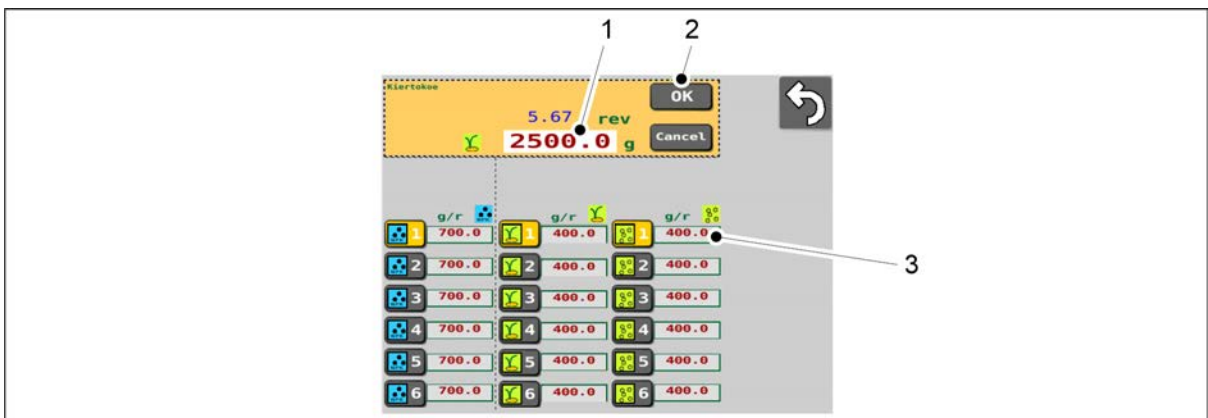 1 2
Kiertokoe
OK
5.67 rev
2500.0 g Cancel
g/r g/r g/r
1 700.0 1 400.0 1 400.0
3
2 700.0 2 400.0 2 400.0
3 700.0 3 400.0 3 400.0
4 700.0 4 400.0 4 400.0
5 700.0 5 400.0 5 400.0
6 700.0 6 400.0 6 400.0